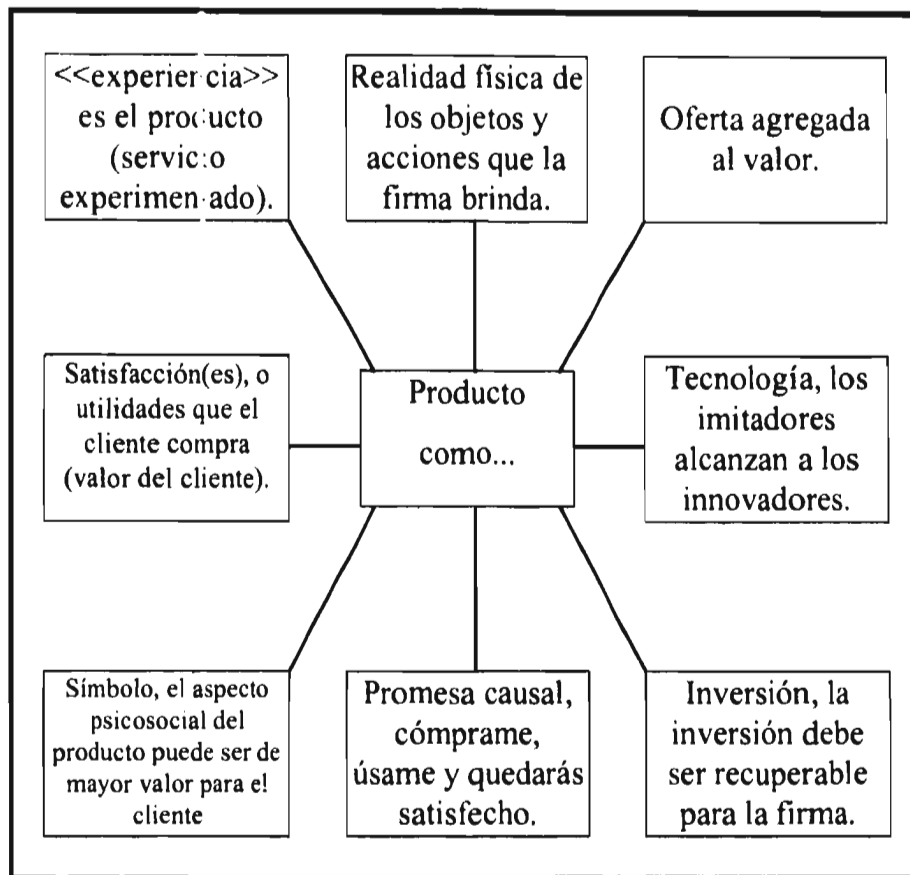 <<experiencia>>
es el producto
(servicio
experimentado).
Realidad física de
los objetos y
acciones que la
firma brinda.
Oferta agregada
al valor.
Satisfacción(es), o
utilidades que el
cliente compra
(valor del cliente).
Producto
como...
Tecnología, los
imitadores
alcanzan a los
innovadores.
Símbolo, el aspecto
psicosocial del
producto puede ser de
mayor valor para el
cliente
Promesa causal,
cómprame,
úsame y quedarás
satisfecho.
Inversión, la
inversión debe
ser recuperable
para la firma.